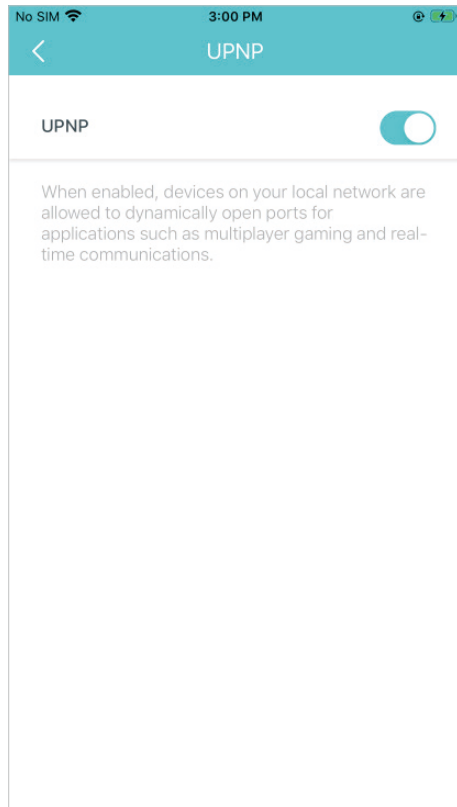 No SIM 3:00 PM
UPNP
UPNP
When enabled, devices on your local network are
allowed to dynamically open ports for
applications such as multiplayer gaming and real-
time communications.